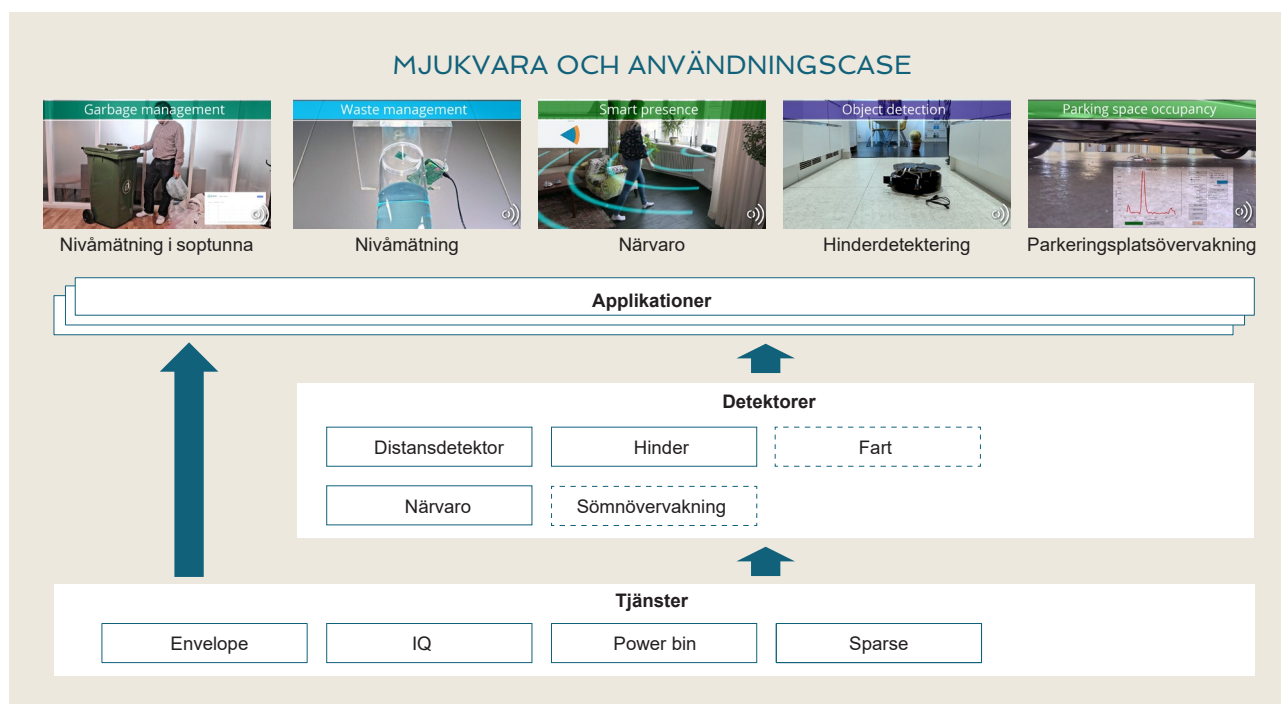 MJUKVARA OCH ANVÄNDNINGSCASE
Garbage management
Waste management
Smart presence
Object detection
Parking space occupancy
Nivåmätning i soptunna
Nivåmätning
Närvaro
Hinderdetektering
Parkeringsplatsövervakning
Applikationer
Detektorer
Distansdetektor
Hinder
Fart
Närvaro
Sömnövervakning
Tjänster
Envelope
IQ
Power bin
Sparse